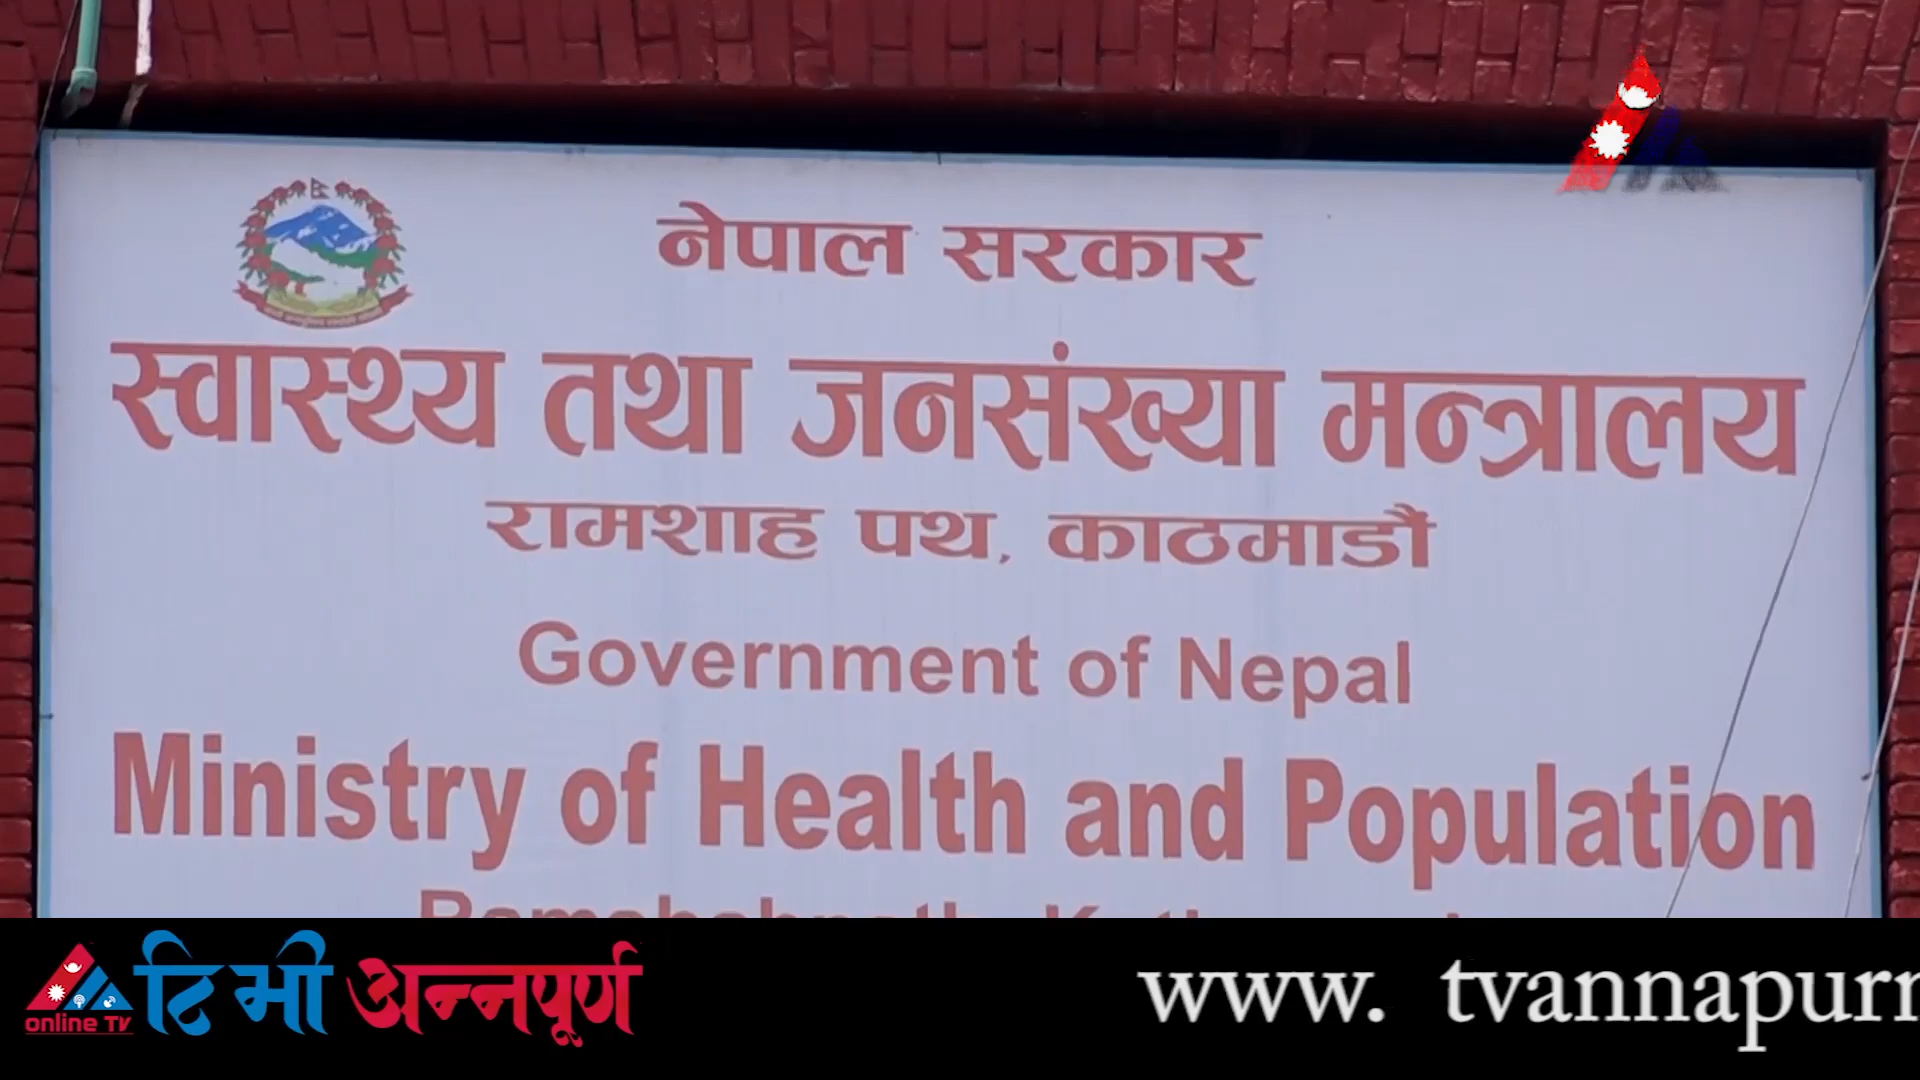 नेपाल सरकार
स्वास्थ्य तथा जनसंख्या मन्त्रालय
रामशाह पथ, काठमाडौं
Government of Nepal
Ministry of Health and Population
online Tv
टि भी अन्नपूर्ण
www. tvannapurn